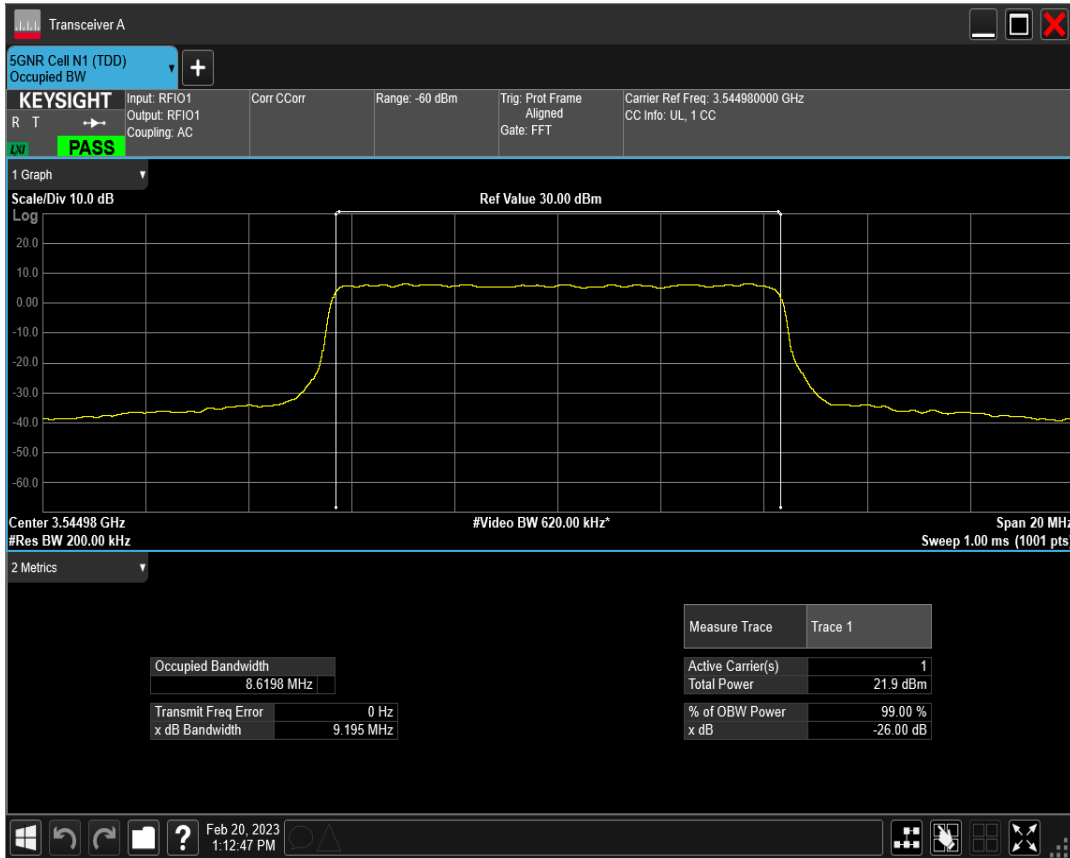 Transceiver A
5GNR Cell N1 (TDD)
Occupied BW
+
KEYSIGHT
R T
LXI
PASS
Input: RFIO1
Output: RFIO1
Coupling: AC
Corr CCorr
Range: -60 dBm
Trig: Prot Frame
Aligned
Gate: FFT
Carrier Ref Freq: 3.544980000 GHz
CC Info: UL, 1 CC
1 Graph
Scale/Div 10.0 dB
Ref Value 30.00 dBm
Log
20.0
10.0
0.00
-10.0
-20.0
-30.0
-40.0
-50.0
-60.0
Center 3.54498 GHz
#Video BW 620.00 kHz*
Span 20 MHz
#Res BW 200.00 kHz
Sweep 1.00 ms (1001 pts)
2 Metrics
Measure Trace Trace 1
Occupied Bandwidth
8.6198 MHz
Active Carrier(s) 1
Total Power 21.9 dBm
Transmit Freq Error 0 Hz
x dB Bandwidth 9.195 MHz
% of OBW Power 99.00 %
x dB -26.00 dB
?
Feb 20, 2023
1:12:47 PM